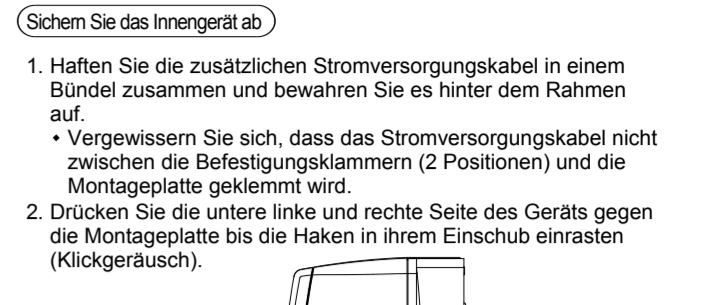 Sichern Sie das Innengerät ab
1. Haften Sie die zusätzlichen Stromversorgungskabel in einem
Bündel zusammen und bewahren Sie es hinter dem Rahmen
auf.
• Vergewissern Sie sich, dass das Stromversorgungskabel nicht
zwischen die Befestigungsklammern (2 Positionen) und die
Montageplatte geklemmt wird.
2. Drücken Sie die untere linke und rechte Seite des Geräts gegen
die Montageplatte bis die Haken in ihrem Einschub einrasten
(Klickgeräusch).